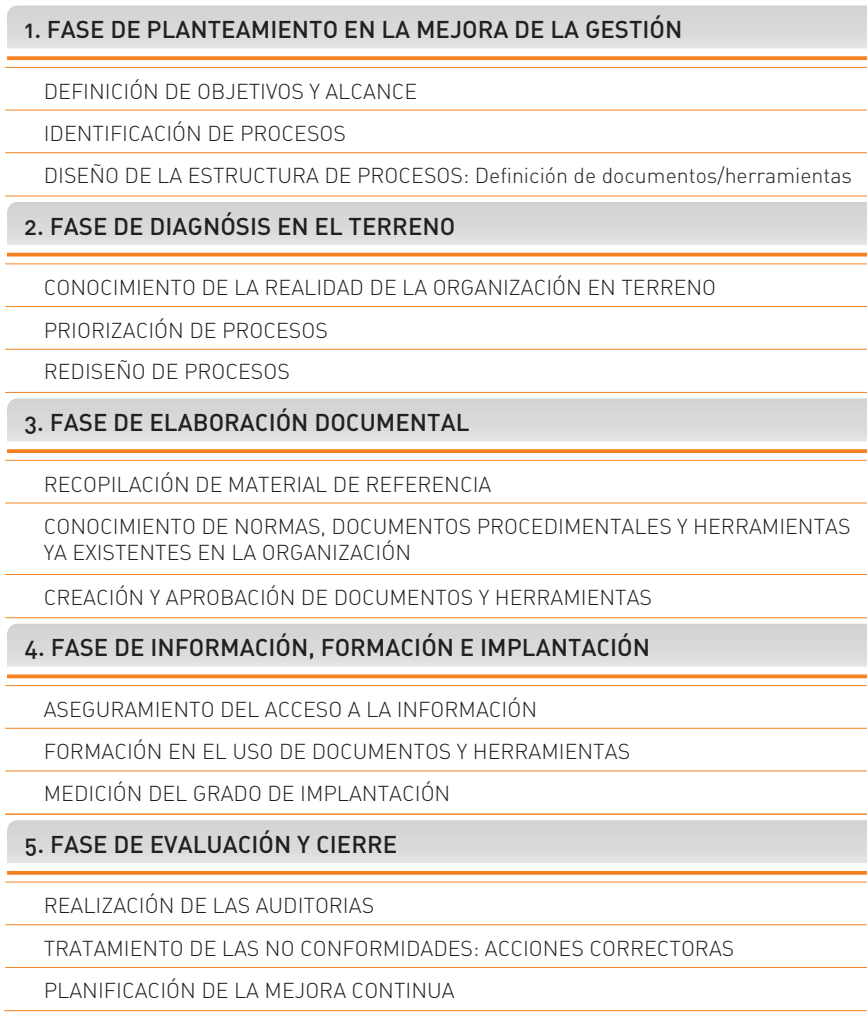 1. FASE DE PLANTEAMIENTO EN LA MEJORA DE LA GESTIÓN
DEFINICIÓN DE OBJETIVOS Y ALCANCE
IDENTIFICACIÓN DE PROCESOS
DISEÑO DE LA ESTRUCTURA DE PROCESOS: Definición de documentos/herramientas
2. FASE DE DIAGNÓSIS EN EL TERRENO
CONOCIMIENTO DE LA REALIDAD DE LA ORGANIZACIÓN EN TERRENO
PRIORIZACIÓN DE PROCESOS
REDISEÑO DE PROCESOS
3. FASE DE ELABORACIÓN DOCUMENTAL
RECOPILACIÓN DE MATERIAL DE REFERENCIA
CONOCIMIENTO DE NORMAS, DOCUMENTOS PROCEDIMENTALES Y HERRAMIENTAS
YA EXISTENTES EN LA ORGANIZACIÓN
CREACIÓN Y APROBACIÓN DE DOCUMENTOS Y HERRAMIENTAS
4. FASE DE INFORMACIÓN, FORMACIÓN E IMPLANTACIÓN
ASEGURAMIENTO DEL ACCESO A LA INFORMACIÓN
FORMACIÓN EN EL USO DE DOCUMENTOS Y HERRAMIENTAS
MEDICIÓN DEL GRADO DE IMPLANTACIÓN
5. FASE DE EVALUACIÓN Y CIERRE
REALIZACIÓN DE LAS AUDITORIAS
TRATAMIENTO DE LAS NO CONFORMIDADES: ACCIONES CORRECTORAS
PLANIFICACIÓN DE LA MEJORA CONTINUA